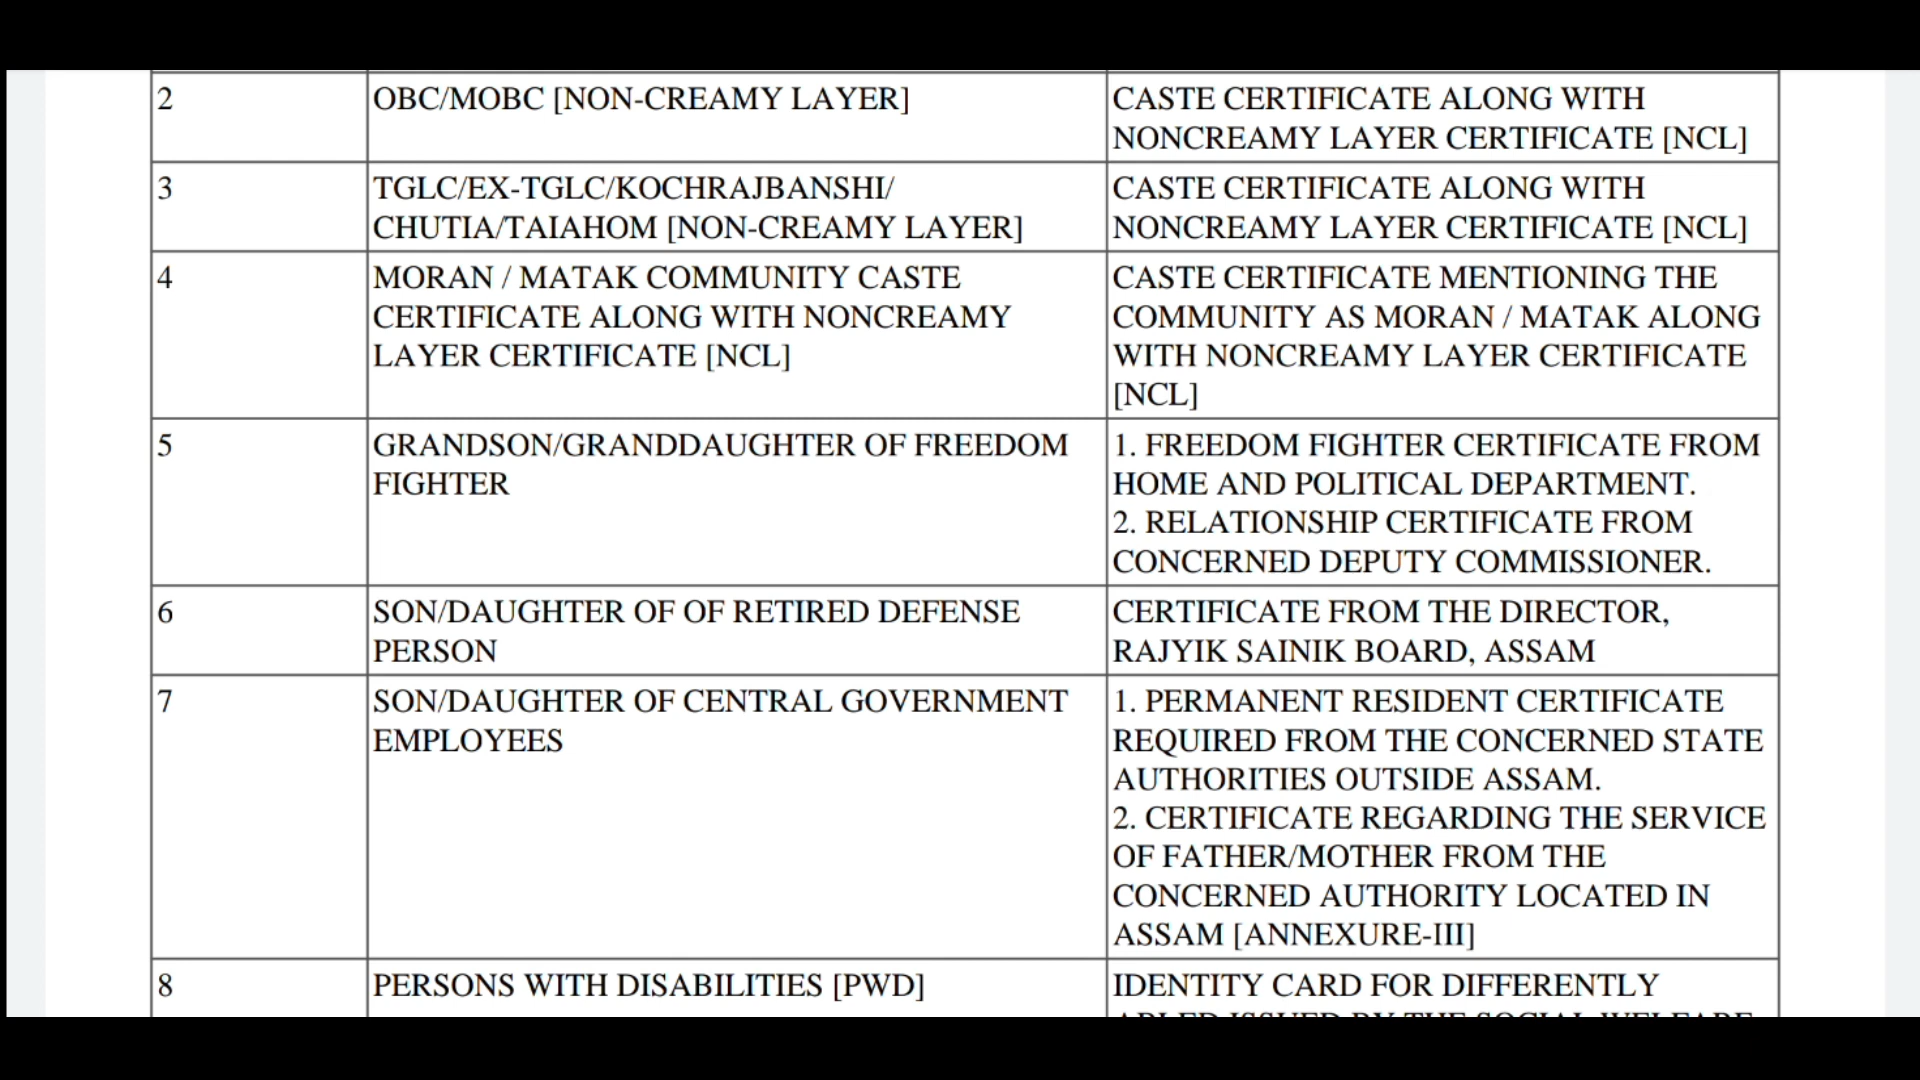 2
OBC/MOBC [NON-CREAMY LAYER]
CASTE CERTIFICATE ALONG WITH
NONCREAMY LAYER CERTIFICATE [NCL]
3
TGLC/EX-TGLC/KOCHRAJBANSHI/
CHUTIA/TAIAHOM [NON-CREAMY LAYER]
CASTE CERTIFICATE ALONG WITH
NONCREAMY LAYER CERTIFICATE [NCL]
4
MORAN / MATAK COMMUNITY CASTE
CERTIFICATE ALONG WITH NONCREAMY
LAYER CERTIFICATE [NCL]
CASTE CERTIFICATE MENTIONING THE
COMMUNITY AS MORAN / MATAK ALONG
WITH NONCREAMY LAYER CERTIFICATE
[NCL]
5
GRANDSON/GRANDDAUGHTER OF FREEDOM
FIGHTER
1. FREEDOM FIGHTER CERTIFICATE FROM
HOME AND POLITICAL DEPARTMENT.
2. RELATIONSHIP CERTIFICATE FROM
CONCERNED DEPUTY COMMISSIONER.
6
SON/DAUGHTER OF OF RETIRED DEFENSE
PERSON
CERTIFICATE FROM THE DIRECTOR,
RAJYIK SAINIK BOARD, ASSAM
7
SON/DAUGHTER OF CENTRAL GOVERNMENT
EMPLOYEES
1. PERMANENT RESIDENT CERTIFICATE
REQUIRED FROM THE CONCERNED STATE
AUTHORITIES OUTSIDE ASSAM.
2. CERTIFICATE REGARDING THE SERVICE
OF FATHER/MOTHER FROM THE
CONCERNED AUTHORITY LOCATED IN
ASSAM [ANNEXURE-III]
8
PERSONS WITH DISABILITIES [PWD]
IDENTITY CARD FOR DIFFERENTLY
ABLED ISSUED BY THE SOCIAL WELFARE